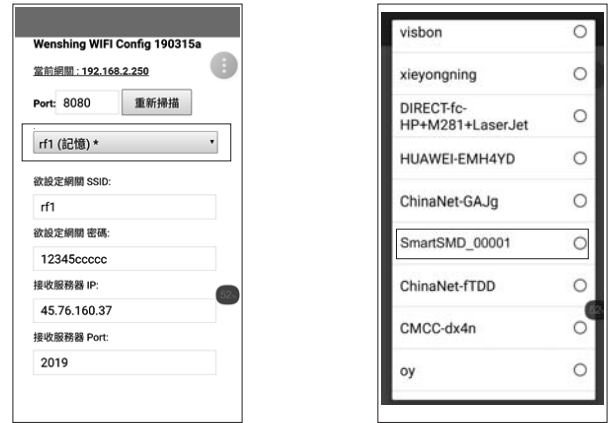 Wenshing WIFI Config 190315a
當前網關 : 192.168.2.250
Port: 8080 重新掃描
rf1 (記憶) *
欲設定網關 SSID:
rf1
欲設定網關 密碼:
12345ccccc
接收服務器 IP:
45.76.160.37
接收服務器 Port:
2019
visbon
xieyongning
DIRECT-fc-
HP+M281+LaserJet
HUAWEI-EMH4YD
ChinaNet-GAJg
SmartSMD_00001
ChinaNet-fTDD
CMCC-dx4n
oy